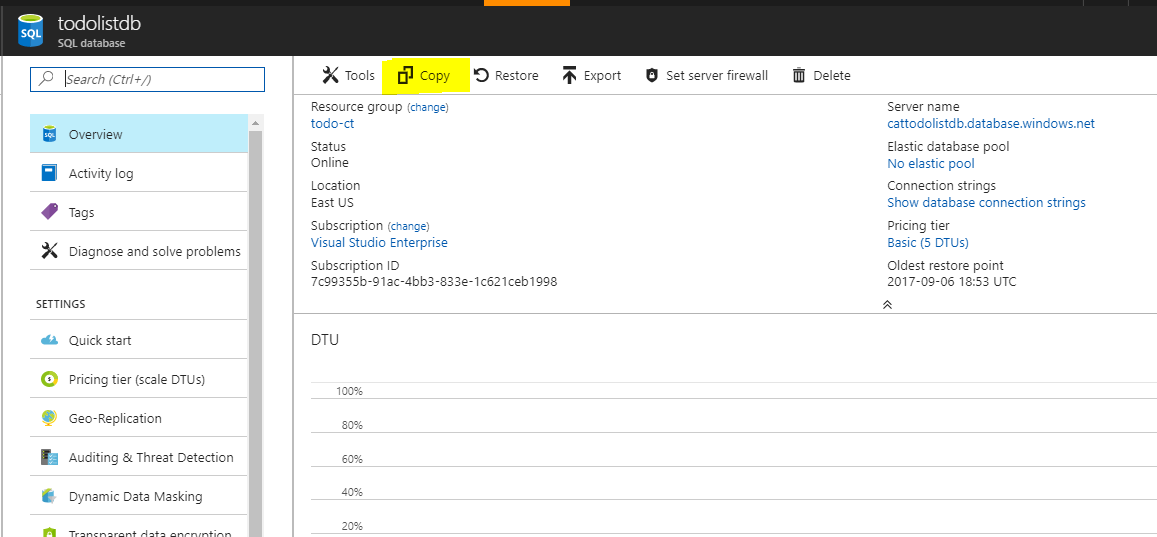 SQL
todolistdb
SQL database
Search (Ctrl+/)
Overview
Activity log
Tags
Diagnose and solve problems
SETTINGS
Quick start
Pricing tier (scale DTUs)
Geo-Replication
Auditing & Threat Detection
Dynamic Data Masking
Transparent data encryption
Tools Copy Restore Export Set server firewall Delete
Resource group (change)
todo-ct
Status
Online
Location
East US
Subscription (change)
Visual Studio Enterprise
Subscription ID
7c99355b-91ac-4bb3-833e-1c621ceb1998
Server name
cattodolistdb.database.windows.net
Elastic database pool
No elastic pool
Connection strings
Show database connection strings
Pricing tier
Basic (5 DTUs)
Oldest restore point
2017-09-06 18:53 UTC
DTU
100%
80%
60%
40%
20%